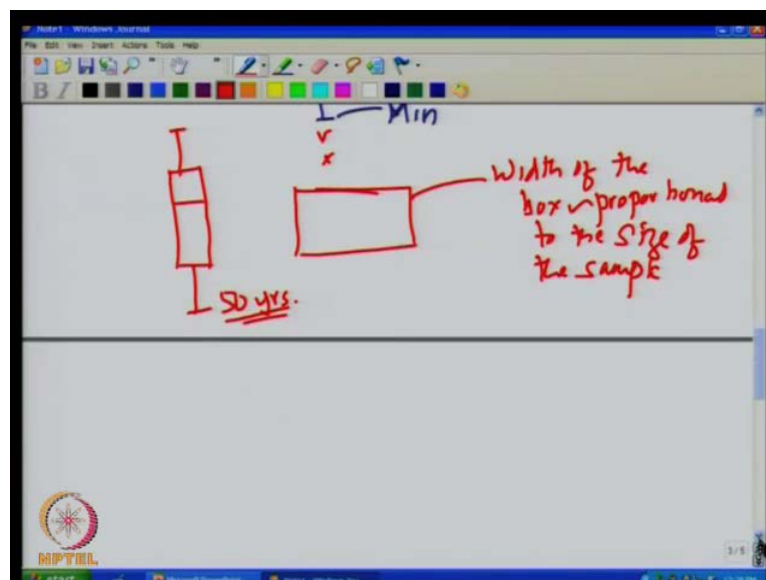 Note1 - Windows Journal
File Edit View Insert Actions Tools Help
B I
Min
v
x
Width of the
box ~ proportional
to the size of
the sample
50 yrs.
NPTEL
3/5
start